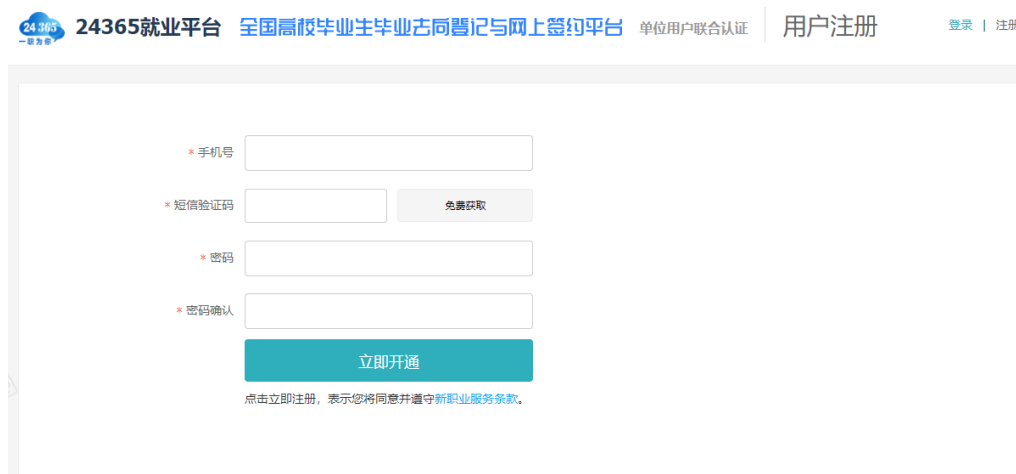 24365 一职为你 24365就业平台 全国高校毕业生毕业去向登记与网上签约平台 单位用户联合认证 用户注册 登录 | 注册
* 手机号
* 短信验证码 免费获取
* 密码
* 密码确认
立即开通
点击立即注册，表示您将同意并遵守新职业服务条款。